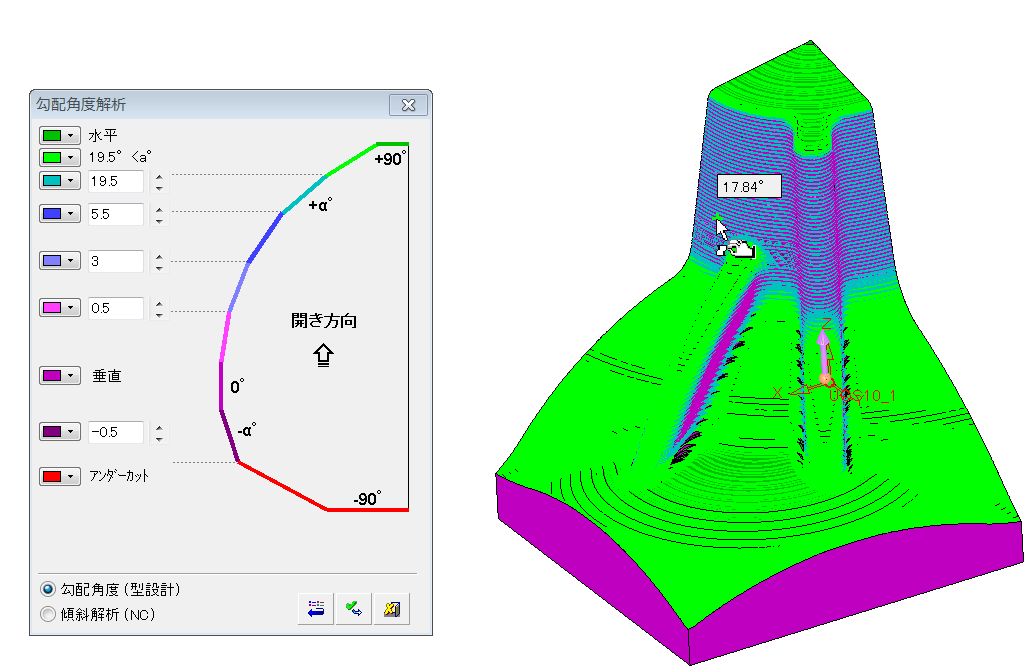 勾配角度解析
水平
19.5° <a°
19.5
5.5
3
0.5
垂直
-0.5
アンダーカット
+90°
+α°
開き方向
0°
-α°
-90°
勾配角度 (型設計)
傾斜解析 (NC)
17.84°
Z
X